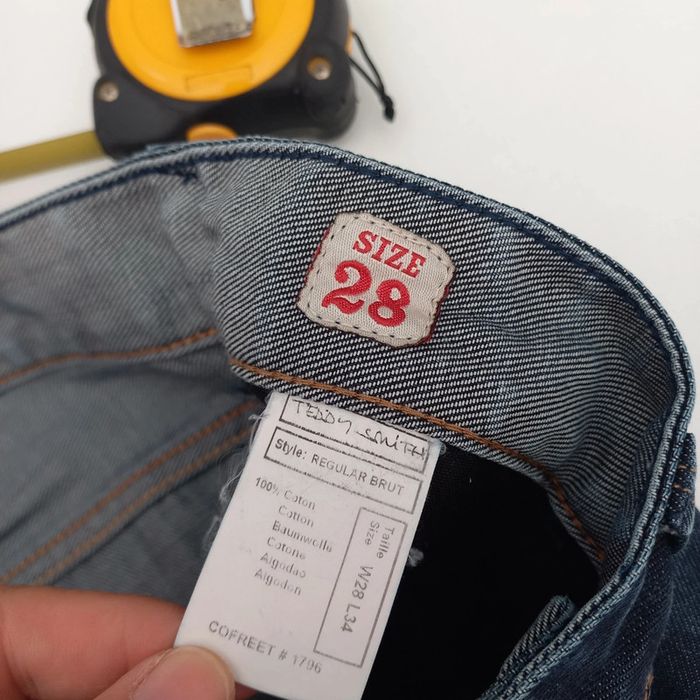 SIZE
28
TEDDY SMITH
Style: REGULAR BRUT
100% Coton
Cotton
Baumwolle
Cotone
Algodao
Algodon
Taille
Size
W28 L34
COFREET # 1796